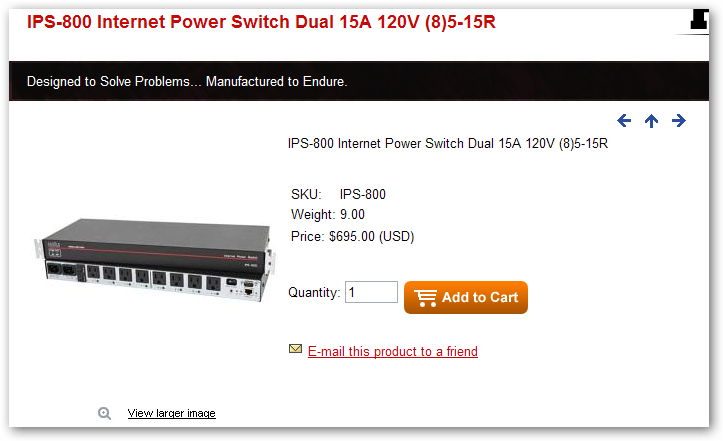 IPS-800 Internet Power Switch Dual 15A 120V (8)5-15R
Designed to Solve Problems... Manufactured to Endure.
IPS-800 Internet Power Switch Dual 15A 120V (8)5-15R
SKU: IPS-800
Weight: 9.00
Price: $695.00 (USD)
Quantity: 1 Add to Cart
E-mail this product to a friend
View larger image